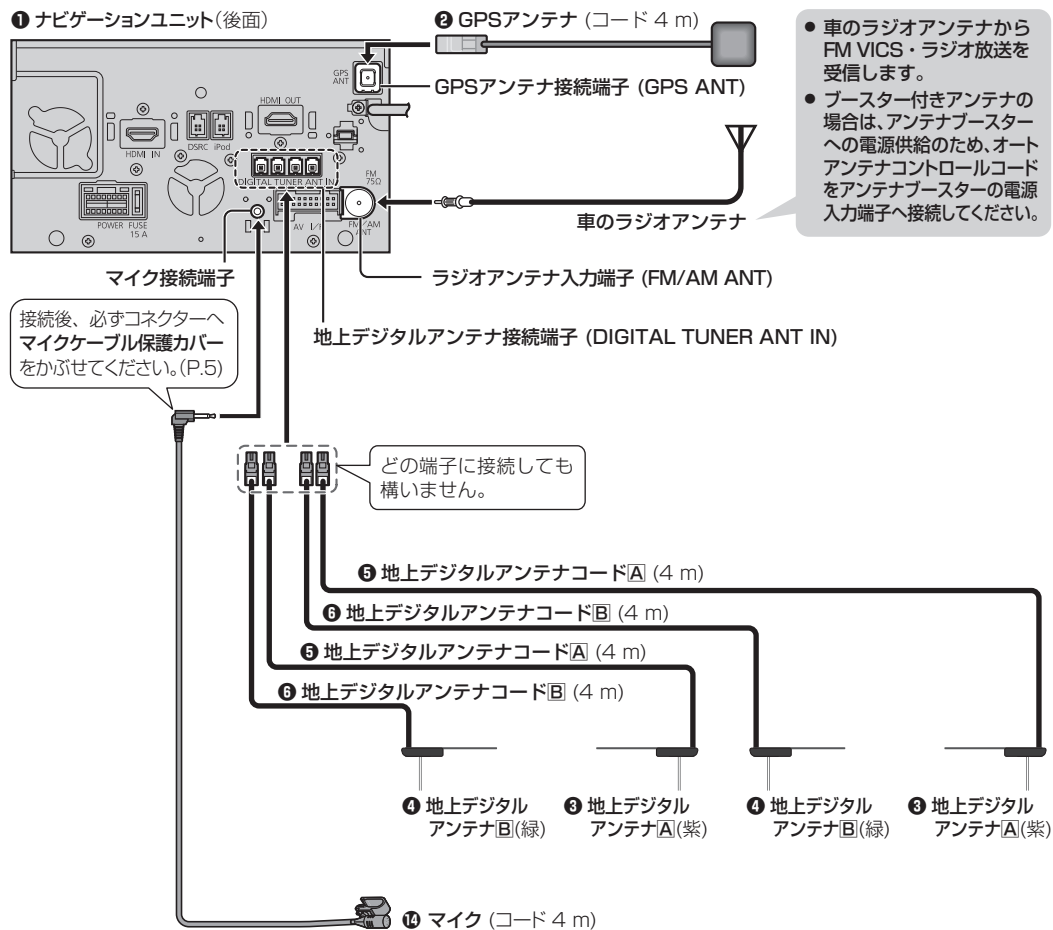 ❶ ナビゲーションユニット(後面)
❷ GPSアンテナ (コード 4 m)
GPSアンテナ接続端子 (GPS ANT)
● 車のラジオアンテナから
FM VICS・ラジオ放送を
受信します。
● ブースター付きアンテナの
場合は、アンテナブースター
への電源供給のため、オート
アンテナコントロールコード
をアンテナブースターの電源
入力端子へ接続してください。
GPS
ANT
HDMI OUT
HDMI IN
DSRC iPod
DIGITAL TUNER ANT IN
FM
75Ω
POWER FUSE
15 A
AV I/F
FM/AM
ANT
車のラジオアンテナ
マイク接続端子
ラジオアンテナ入力端子 (FM/AM ANT)
地上デジタルアンテナ接続端子 (DIGITAL TUNER ANT IN)
接続後、必ずコネクターへ
マイクケーブル保護カバー
をかぶせてください。(P.5)
どの端子に接続しても
構いません。
❺ 地上デジタルアンテナコードA (4 m)
❻ 地上デジタルアンテナコードB (4 m)
❺ 地上デジタルアンテナコードA (4 m)
❻ 地上デジタルアンテナコードB (4 m)
❹ 地上デジタル
アンテナB(緑)
❸ 地上デジタル
アンテナA(紫)
❹ 地上デジタル
アンテナB(緑)
❸ 地上デジタル
アンテナA(紫)
⓮ マイク (コード 4 m)